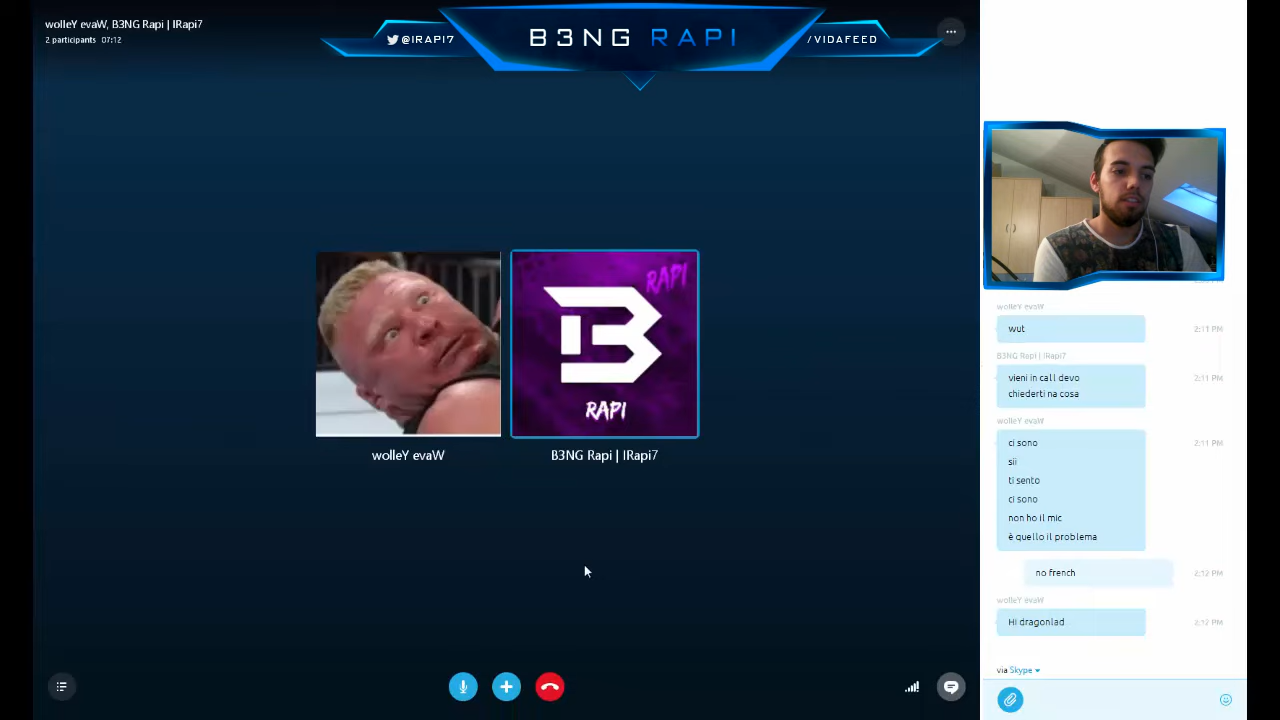 wolleY evaW, B3NG Rapi | IRapi7
2 participants 07:12
@IRAPI7
B3NG RAPI
/VIDAFEED
RAPI
B
RAPI
wolleY evaW
B3NG Rapi | IRapi7
wolleY evaW
wut
2:11 PM
B3NG Rapi | IRapi7
vieni in call devo
2:11 PM
chiederti na cosa
wolleY evaW
ci sono
2:11 PM
sii
ti sento
ci sono
non ho il mic
è quello il problema
no french
2:12 PM
wolleY evaW
Hi dragonlad
2:12 PM
via Skype